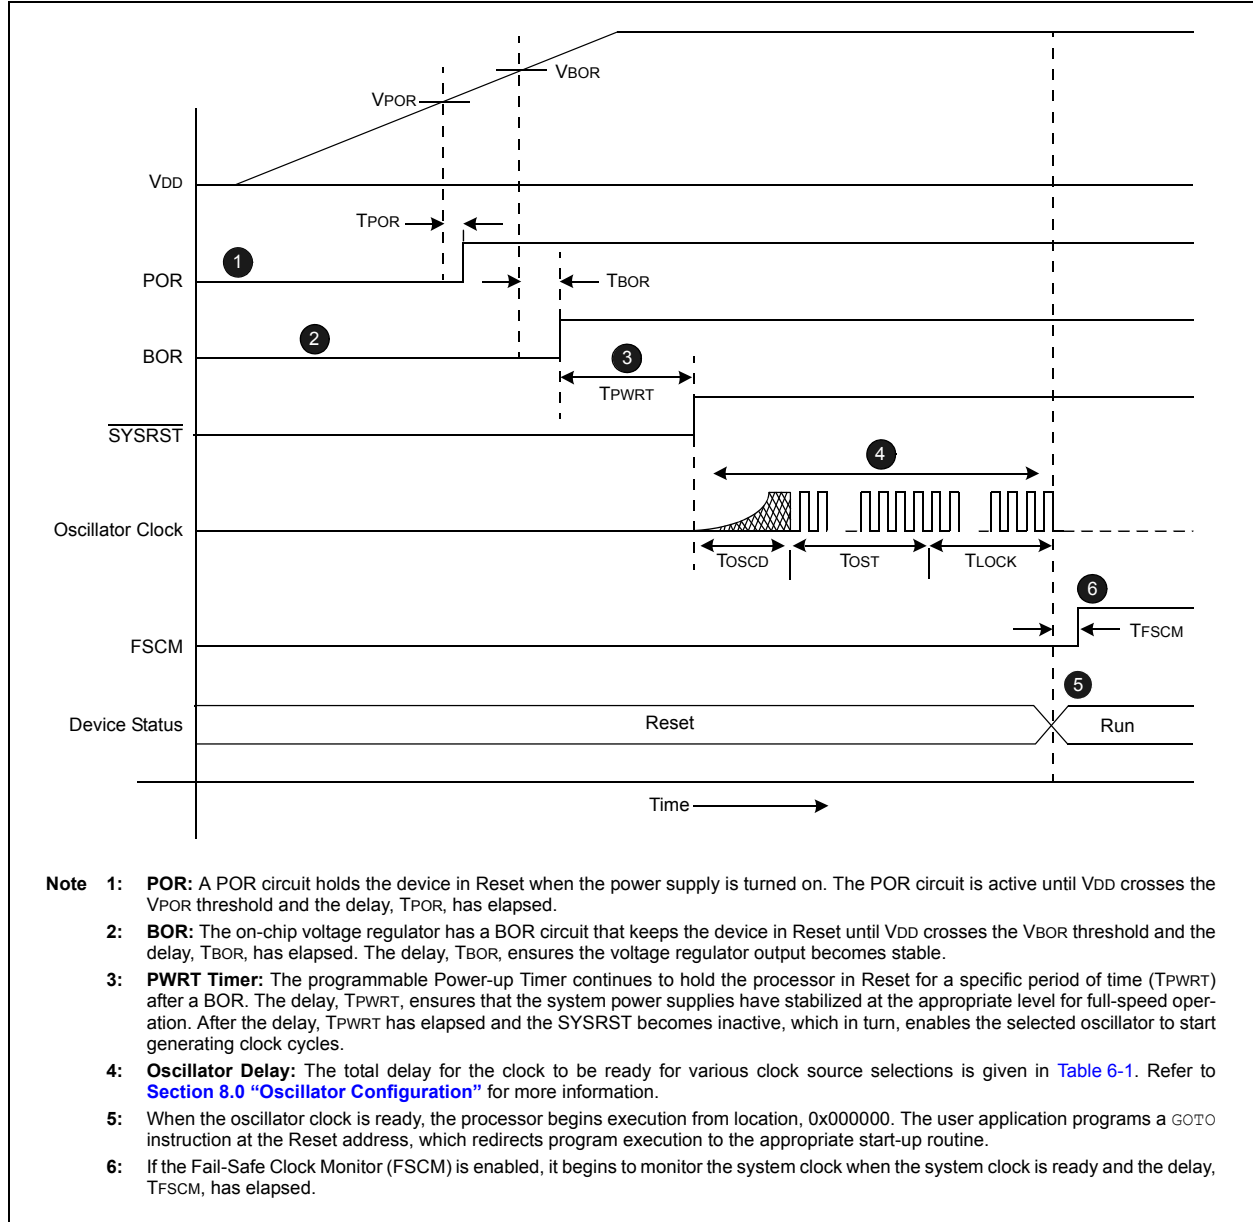 VBOR
VPOR
VDD
TPOR
1
POR
TBOR
2
BOR
3
TPWRT
SYSRST
4
Oscillator Clock
TOSCD TOST TLOCK
6
TFSCM
FSCM
5
Device Status Reset Run
Time
Note 1: POR: A POR circuit holds the device in Reset when the power supply is turned on. The POR circuit is active until VDD crosses the
VPOR threshold and the delay, TPOR, has elapsed.
2: BOR: The on-chip voltage regulator has a BOR circuit that keeps the device in Reset until VDD crosses the VBOR threshold and the
delay, TBOR, has elapsed. The delay, TBOR, ensures the voltage regulator output becomes stable.
3: PWRT Timer: The programmable Power-up Timer continues to hold the processor in Reset for a specific period of time (TPWRT)
after a BOR. The delay, TPWRT, ensures that the system power supplies have stabilized at the appropriate level for full-speed oper-
ation. After the delay, TPWRT has elapsed and the SYSRST becomes inactive, which in turn, enables the selected oscillator to start
generating clock cycles.
4: Oscillator Delay: The total delay for the clock to be ready for various clock source selections is given in Table 6-1. Refer to
Section 8.0 “Oscillator Configuration” for more information.
5: When the oscillator clock is ready, the processor begins execution from location, 0x000000. The user application programs a GOTO
instruction at the Reset address, which redirects program execution to the appropriate start-up routine.
6: If the Fail-Safe Clock Monitor (FSCM) is enabled, it begins to monitor the system clock when the system clock is ready and the delay,
TFSCM, has elapsed.